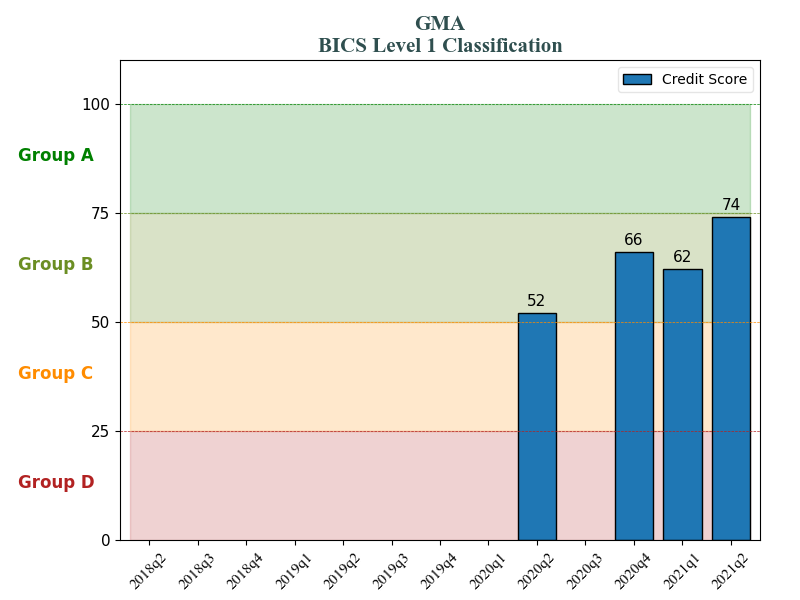 GMA
BICS Level 1 Classification
Credit Score
100
Group A
74
75
66
62
Group B
52
50
Group C
25
Group D
0
2018q2 2018q3 2018q4 2019q1 2019q2 2019q3 2019q4 2020q1 2020q2 2020q3 2020q4 2021q1 2021q2